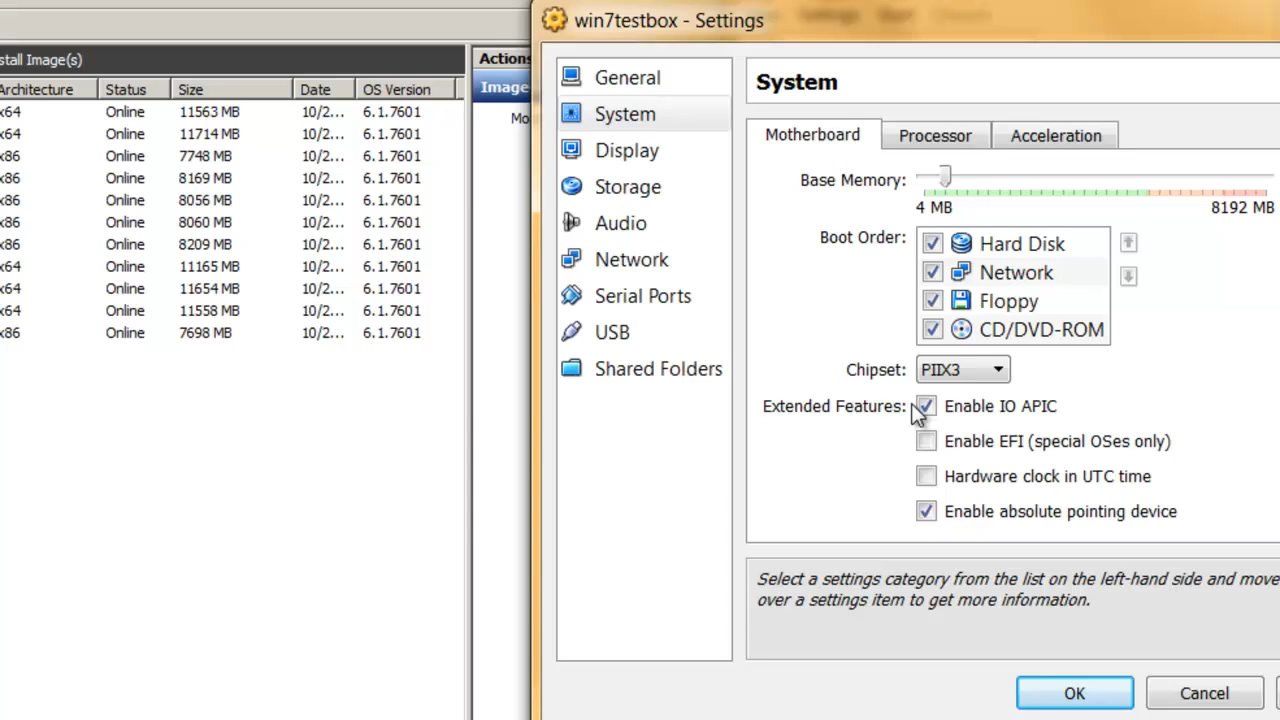 win7testbox - Settings
stall Image(s)
Actions
Architecture Status Size Date OS Version
Image
Mo
x64 Online 11563 MB 10/2... 6.1.7601
x64 Online 11714 MB 10/2... 6.1.7601
x86 Online 7748 MB 10/2... 6.1.7601
x86 Online 8169 MB 10/2... 6.1.7601
x86 Online 8056 MB 10/2... 6.1.7601
x86 Online 8060 MB 10/2... 6.1.7601
x86 Online 8209 MB 10/2... 6.1.7601
x64 Online 11165 MB 10/2... 6.1.7601
x64 Online 11654 MB 10/2... 6.1.7601
x64 Online 11558 MB 10/2... 6.1.7601
x86 Online 7698 MB 10/2... 6.1.7601
General
System
Display
Storage
Audio
Network
Serial Ports
USB
Shared Folders
System
Motherboard Processor Acceleration
Base Memory:
4 MB 8192 MB
Boot Order: Hard Disk
Network
Floppy
CD/DVD-ROM
Chipset: PIIX3
Extended Features: Enable IO APIC
Enable EFI (special OSes only)
Hardware clock in UTC time
Enable absolute pointing device
Select a settings category from the list on the left-hand side and move
over a settings item to get more information.
OK Cancel